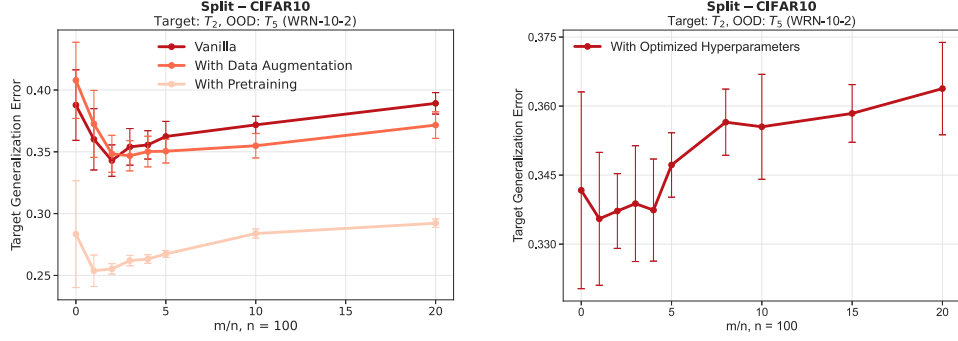 Split − CIFAR10
Target: T2, OOD: T5 (WRN-10-2)
Vanilla
With Data Augmentation
With Pretraining
Target Generalization Error
0.40
0.35
0.30
0.25
0
5
10
15
20
m/n, n = 100
Split − CIFAR10
Target: T2, OOD: T5 (WRN-10-2)
With Optimized Hyperparameters
Target Generalization Error
0.375
0.360
0.345
0.330
0
5
10
15
20
m/n, n = 100